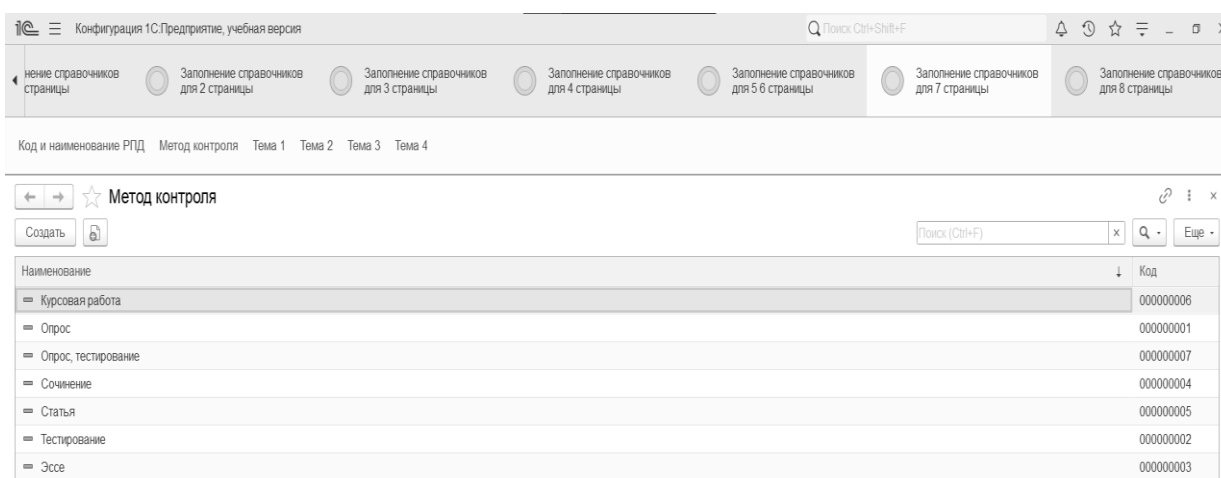 1С Конфигурация 1С:Предприятие, учебная версия Поиск Ctrl+Shift+F
нение справочников Заполнение справочников Заполнение справочников Заполнение справочников Заполнение справочников Заполнение справочников Заполнение справочников
страницы для 2 страницы для 3 страницы для 4 страницы для 5 6 страницы для 7 страницы для 8 страницы
Код и наименование РПД Метод контроля Тема 1 Тема 2 Тема 3 Тема 4
Метод контроля
Создать Поиск (Ctrl+F) x Еще
Наименование ↓ Код
Курсовая работа 000000006
Опрос 000000001
Опрос, тестирование 000000007
Сочинение 000000004
Статья 000000005
Тестирование 000000002
Эссе 000000003